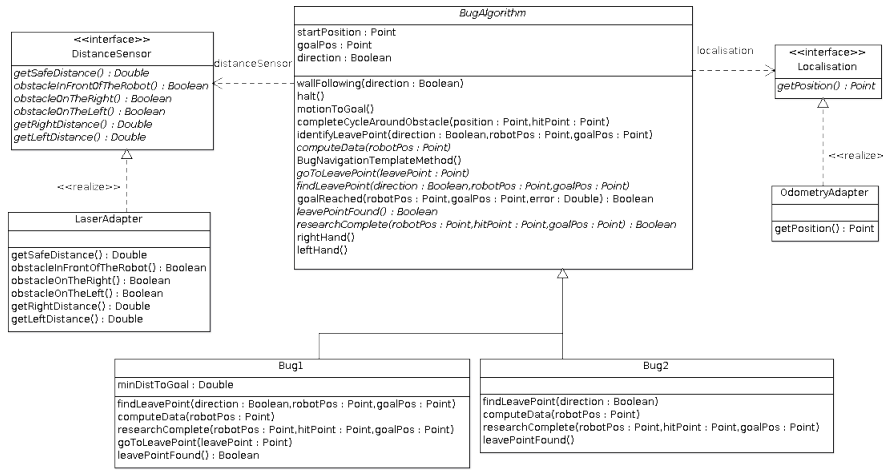 <<interface>>
DistanceSensor
getSafeDistance() : Double
obstacleInFrontOfTheRobot() : Boolean
obstacleOnTheRight() : Boolean
obstacleOnTheLeft() : Boolean
getRightDistance() : Double
getLeftDistance() : Double
<<realize>>
LaserAdapter
getSafeDistance() : Double
obstacleInFrontOfTheRobot() : Boolean
obstacleOnTheRight() : Boolean
obstacleOnTheLeft() : Boolean
getRightDistance() : Double
getLeftDistance() : Double
distanceSensor
BugAlgorithm
startPosition : Point
goalPos : Point
direction : Boolean
wallFollowing(direction : Boolean)
halt()
motionToGoal()
completeCycleAroundObstacle(position : Point,hitPoint : Point)
identifyLeavePoint(direction : Boolean,robotPos : Point,goalPos : Point)
computeData(robotPos : Point)
BugNavigationTemplateMethod()
goToLeavePoint(leavePoint : Point)
findLeavePoint(direction : Boolean,robotPos : Point,goalPos : Point)
goalReached(robotPos : Point,goalPos : Point,error : Double) : Boolean
leavePointFound() : Boolean
researchComplete(robotPos : Point,hitPoint : Point,goalPos : Point) : Boolean
rightHand()
leftHand()
localisation
<<interface>>
Localisation
getPosition() : Point
<<realize>
OdometryAdapter
getPosition() : Point
Bug1
minDistToGoal : Double
findLeavePoint(direction : Boolean,robotPos : Point,goalPos : Point)
computeData(robotPos : Point)
researchComplete(robotPos : Point,hitPoint : Point,goalPos : Point)
goToLeavePoint(leavePoint : Point)
leavePointFound() : Boolean
Bug2
findLeavePoint(direction : Boolean)
computeData(robotPos : Point)
researchComplete(robotPos : Point,hitPoint : Point,goalPos : Point)
leavePointFound()